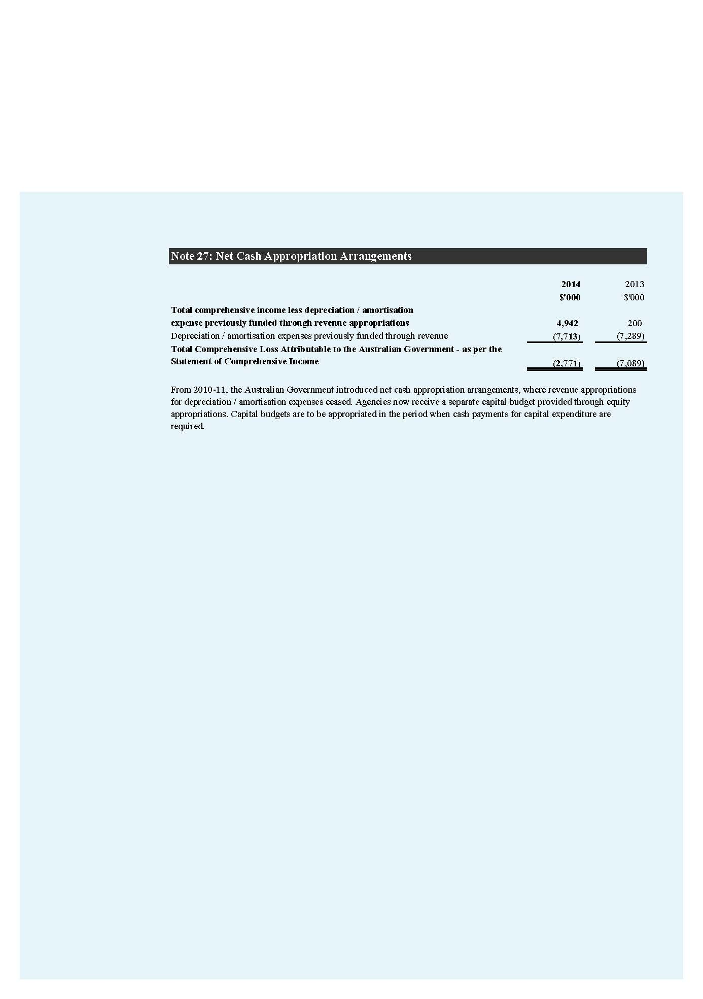 Note 27: Net Cash Appropriation Arrangements
2014 2013
$'000 $'000
Total comprehensive income less depreciation / amortisation
expense previously funded through revenue appropriations 4,942 200
Depreciation / amortisation expenses previously funded through revenue (7,713) (7,289)
Total Comprehensive Loss Attributable to the Australian Government - as per the
Statement of Comprehensive Income (2,771) (7,089)
From 2010-11, the Australian Government introduced net cash appropriation arrangements, where revenue appropriations
for depreciation / amortisation expenses ceased. Agencies now receive a separate capital budget provided through equity
appropriations. Capital budgets are to be appropriated in the period when cash payments for capital expenditure are
required.